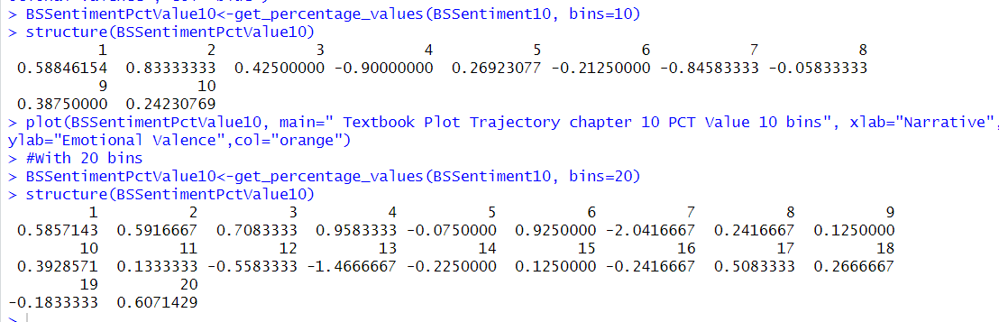 > BSSentimentPctValue10<-get_percentage_values(BSSentiment10, bins=10)
> structure(BSSentimentPctValue10)
1 2 3 4 5 6 7 8
0.58846154 0.83333333 0.42500000 -0.90000000 0.26923077 -0.21250000 -0.84583333 -0.05833333
9 10
0.38750000 0.24230769
> plot(BSSentimentPctValue10, main=" Textbook Plot Trajectory chapter 10 PCT Value 10 bins", xlab="Narrative",
ylab="Emotional Valence",col="orange")
> #With 20 bins
> BSSentimentPctValue10<-get_percentage_values(BSSentiment10, bins=20)
> structure(BSSentimentPctValue10)
1 2 3 4 5 6 7 8 9
0.5857143 0.5916667 0.7083333 0.9583333 -0.0750000 0.9250000 -2.0416667 0.2416667 0.1250000
10 11 12 13 14 15 16 17 18
0.3928571 0.1333333 -0.5583333 -1.4666667 -0.2250000 0.1250000 -0.2416667 0.5083333 0.2666667
19 20
-0.1833333 0.6071429
>